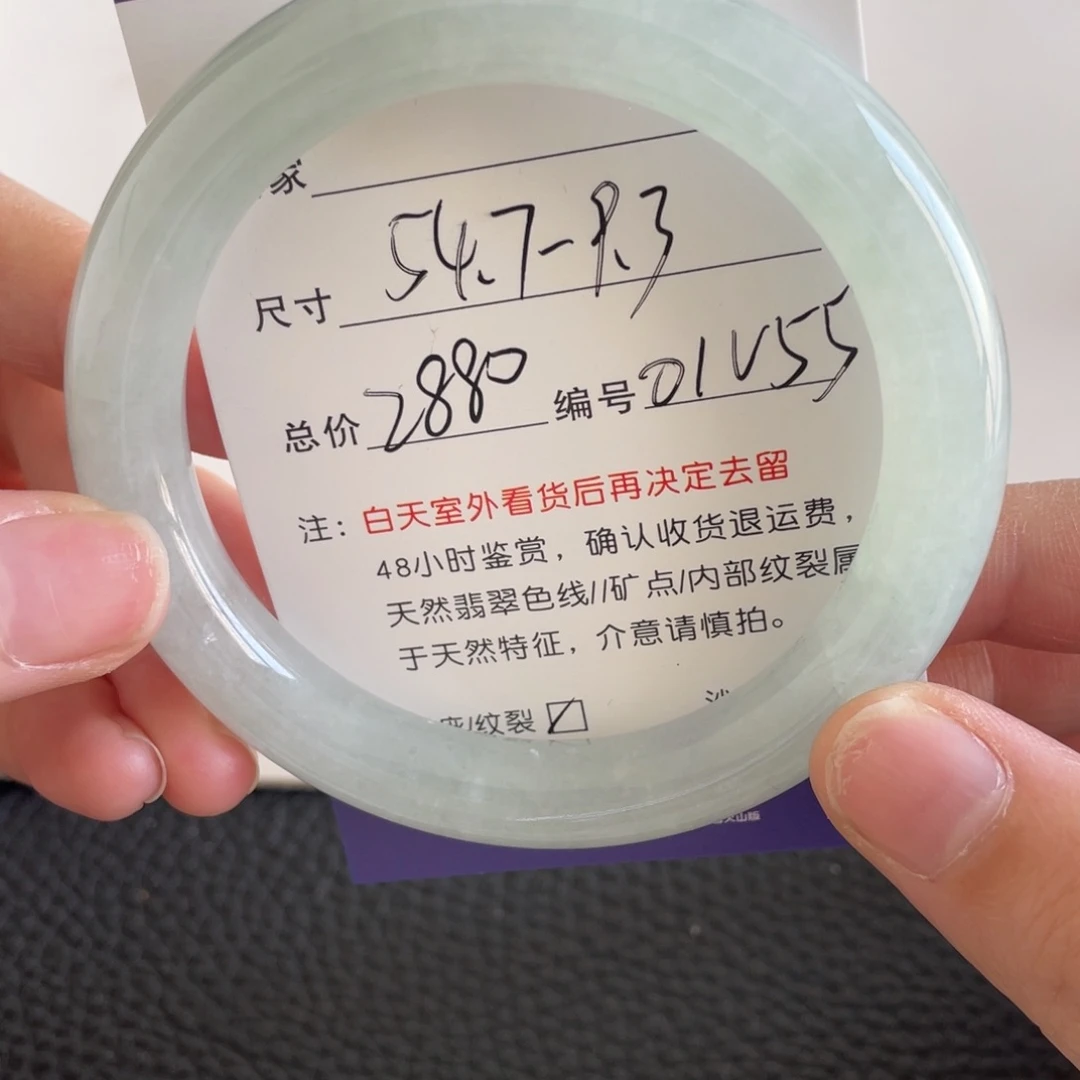 家
尺寸 54.7-8.3
总价 2880 编号 01V55
注：白天室外看货后再决定去留
48小时鉴赏，确认收货退运费，
天然翡翠色线//矿点/内部纹裂属
于天然特征，介意请慎拍。
/纹裂